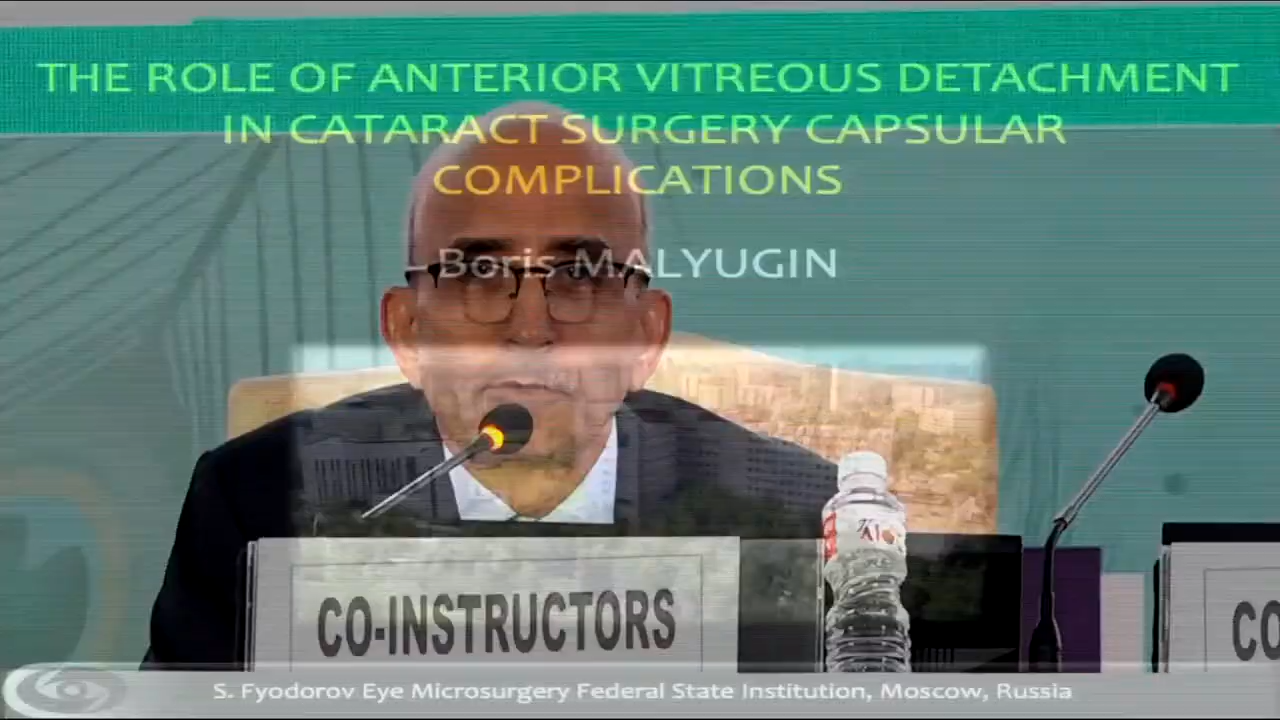 THE ROLE OF ANTERIOR VITREOUS DETACHMENT
IN CATARACT SURGERY CAPSULAR
COMPLICATIONS
Boris MALYUGIN
CO-INSTRUCTORS
CO
S. Fyodorov Eye Microsurgery Federal State Institution, Moscow, Russia